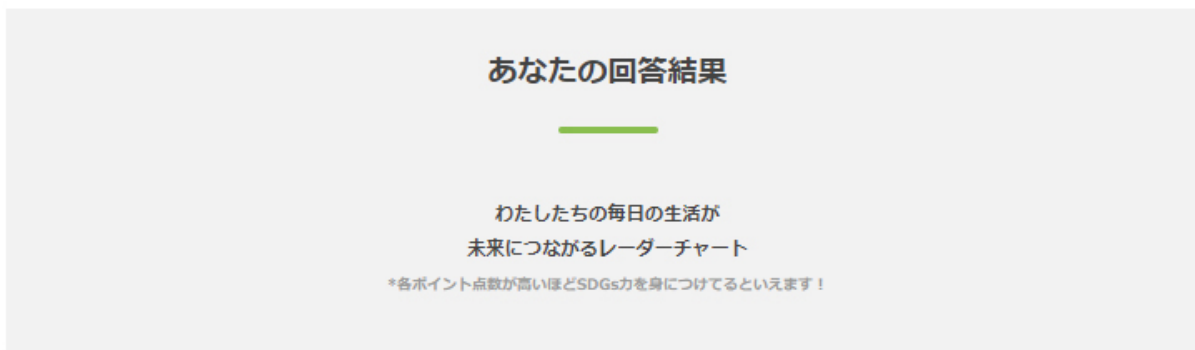 あなたの回答結果
わたしたちの毎日の生活が
未来につながるレーダーチャート
*各ポイント点数が高いほどSDGs力を身につけてるといえます！